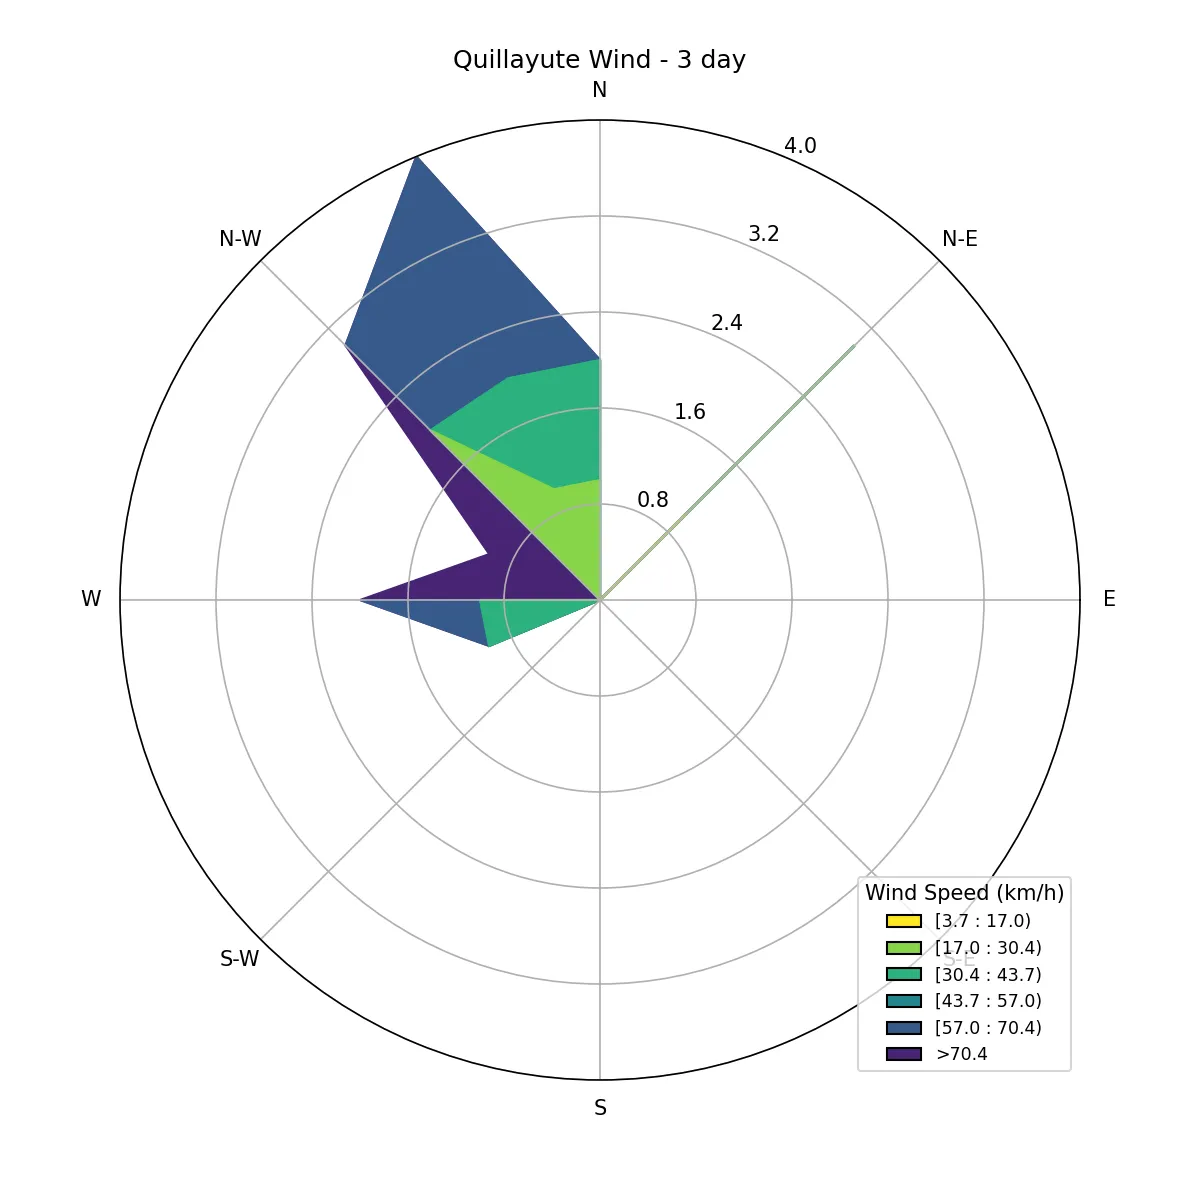 Quillayute Wind - 3 day
N
4.0
N-W
N-E
3.2
2.4
1.6
0.8
W
E
Wind Speed (km/h)
[3.7 : 17.0)
[17.0 : 30.4)
S-W
S-E
[30.4 : 43.7)
[43.7 : 57.0)
[57.0 : 70.4)
>70.4
S